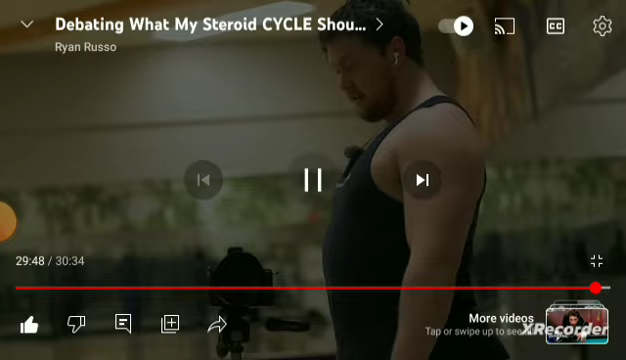 Debating What My Steroid CYCLE Shou...
Ryan Russo
CC
29:48 / 30:34
More videos
Tap or swipe up to see
XRecorder